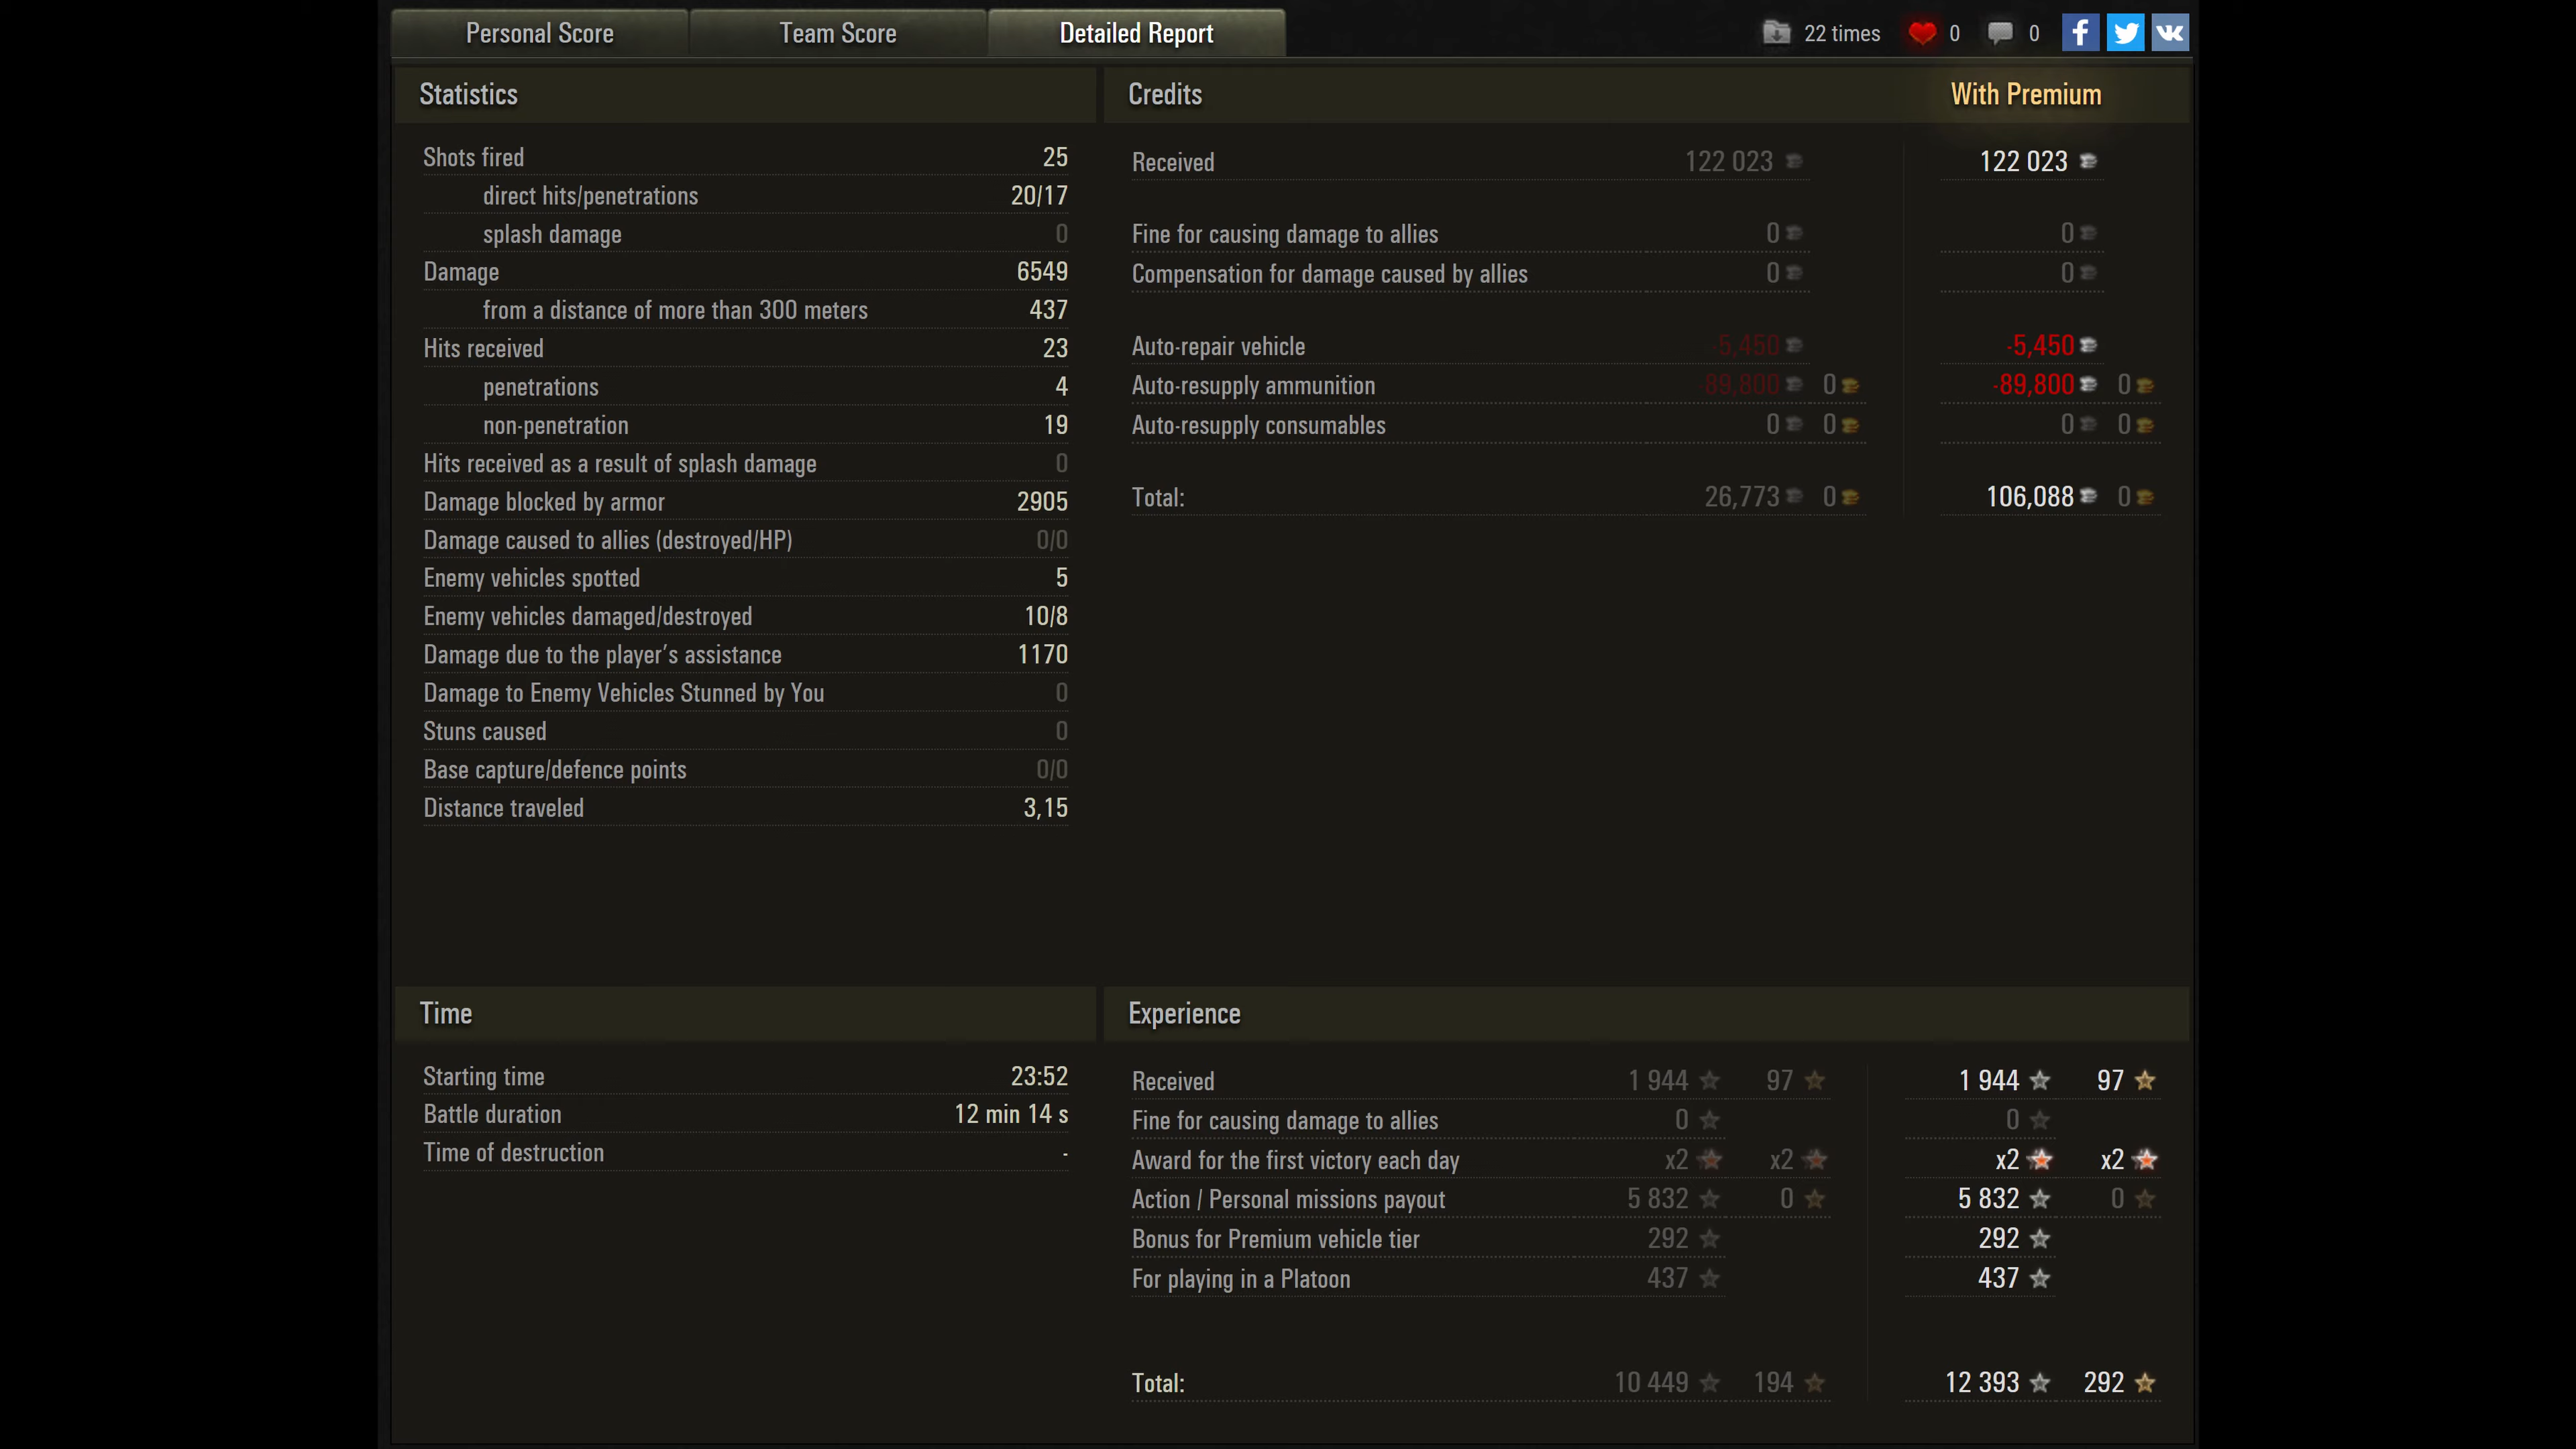 Personal Score Team Score Detailed Report 22 times 0 0
Statistics
Shots fired 25
direct hits/penetrations 20/17
splash damage 0
Damage 6549
from a distance of more than 300 meters 437
Hits received 23
penetrations 4
non-penetration 19
Hits received as a result of splash damage 0
Damage blocked by armor 2905
Damage caused to allies (destroyed/HP) 0/0
Enemy vehicles spotted 5
Enemy vehicles damaged/destroyed 10/8
Damage due to the player's assistance 1170
Damage to Enemy Vehicles Stunned by You 0
Stuns caused 0
Base capture/defence points 0/0
Distance traveled 3,15
Credits With Premium
Received 122 023 122 023
Fine for causing damage to allies 0 0
Compensation for damage caused by allies 0 0
Auto-repair vehicle -5,450 -5,450
Auto-resupply ammunition -89,800 0 -89,800 0
Auto-resupply consumables 0 0 0 0
Total: 26,773 0 106,088 0
Time
Starting time 23:52
Battle duration 12 min 14 s
Time of destruction -
Experience
Received 1 944 97 1 944 97
Fine for causing damage to allies 0 0
Award for the first victory each day x2 x2 x2 x2
Action / Personal missions payout 5 832 0 5 832 0
Bonus for Premium vehicle tier 292 292
For playing in a Platoon 437 437
Total: 10 449 194 12 393 292